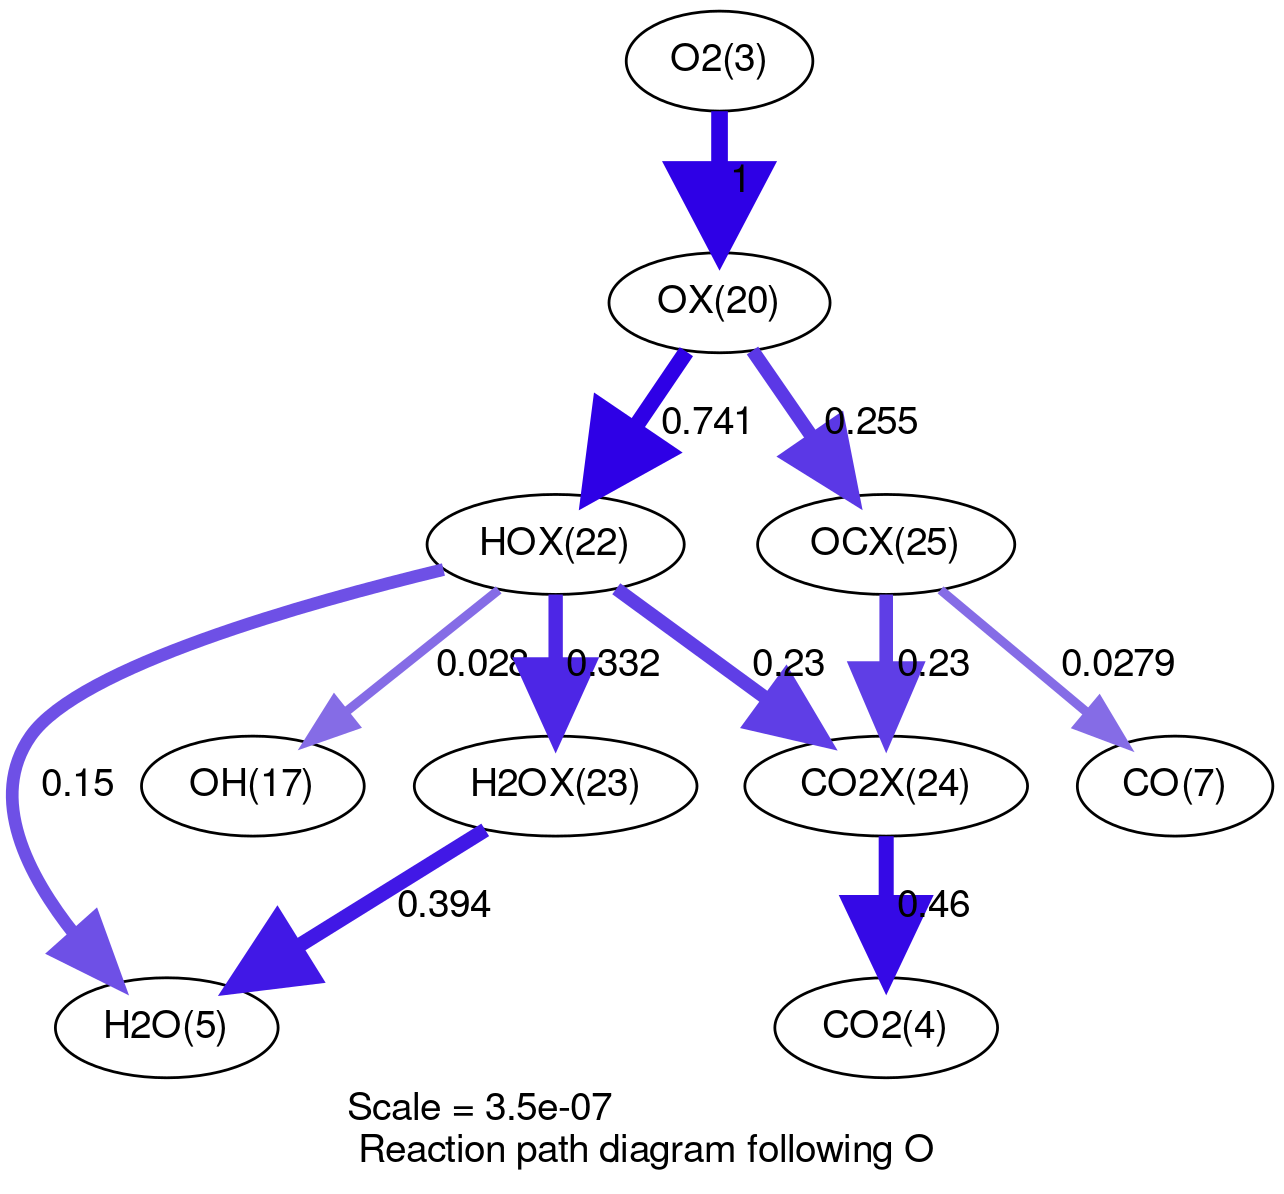 O2(3)
1
OX(20)
0.741
0.255
HOX(22)
OCX(25)
0.028
0.332
0.23
0.23
0.0279
0.15
OH(17)
H2OX(23)
CO2X(24)
CO(7)
0.394
0.46
H2O(5)
CO2(4)
Scale = 3.5e-07
Reaction path diagram following O